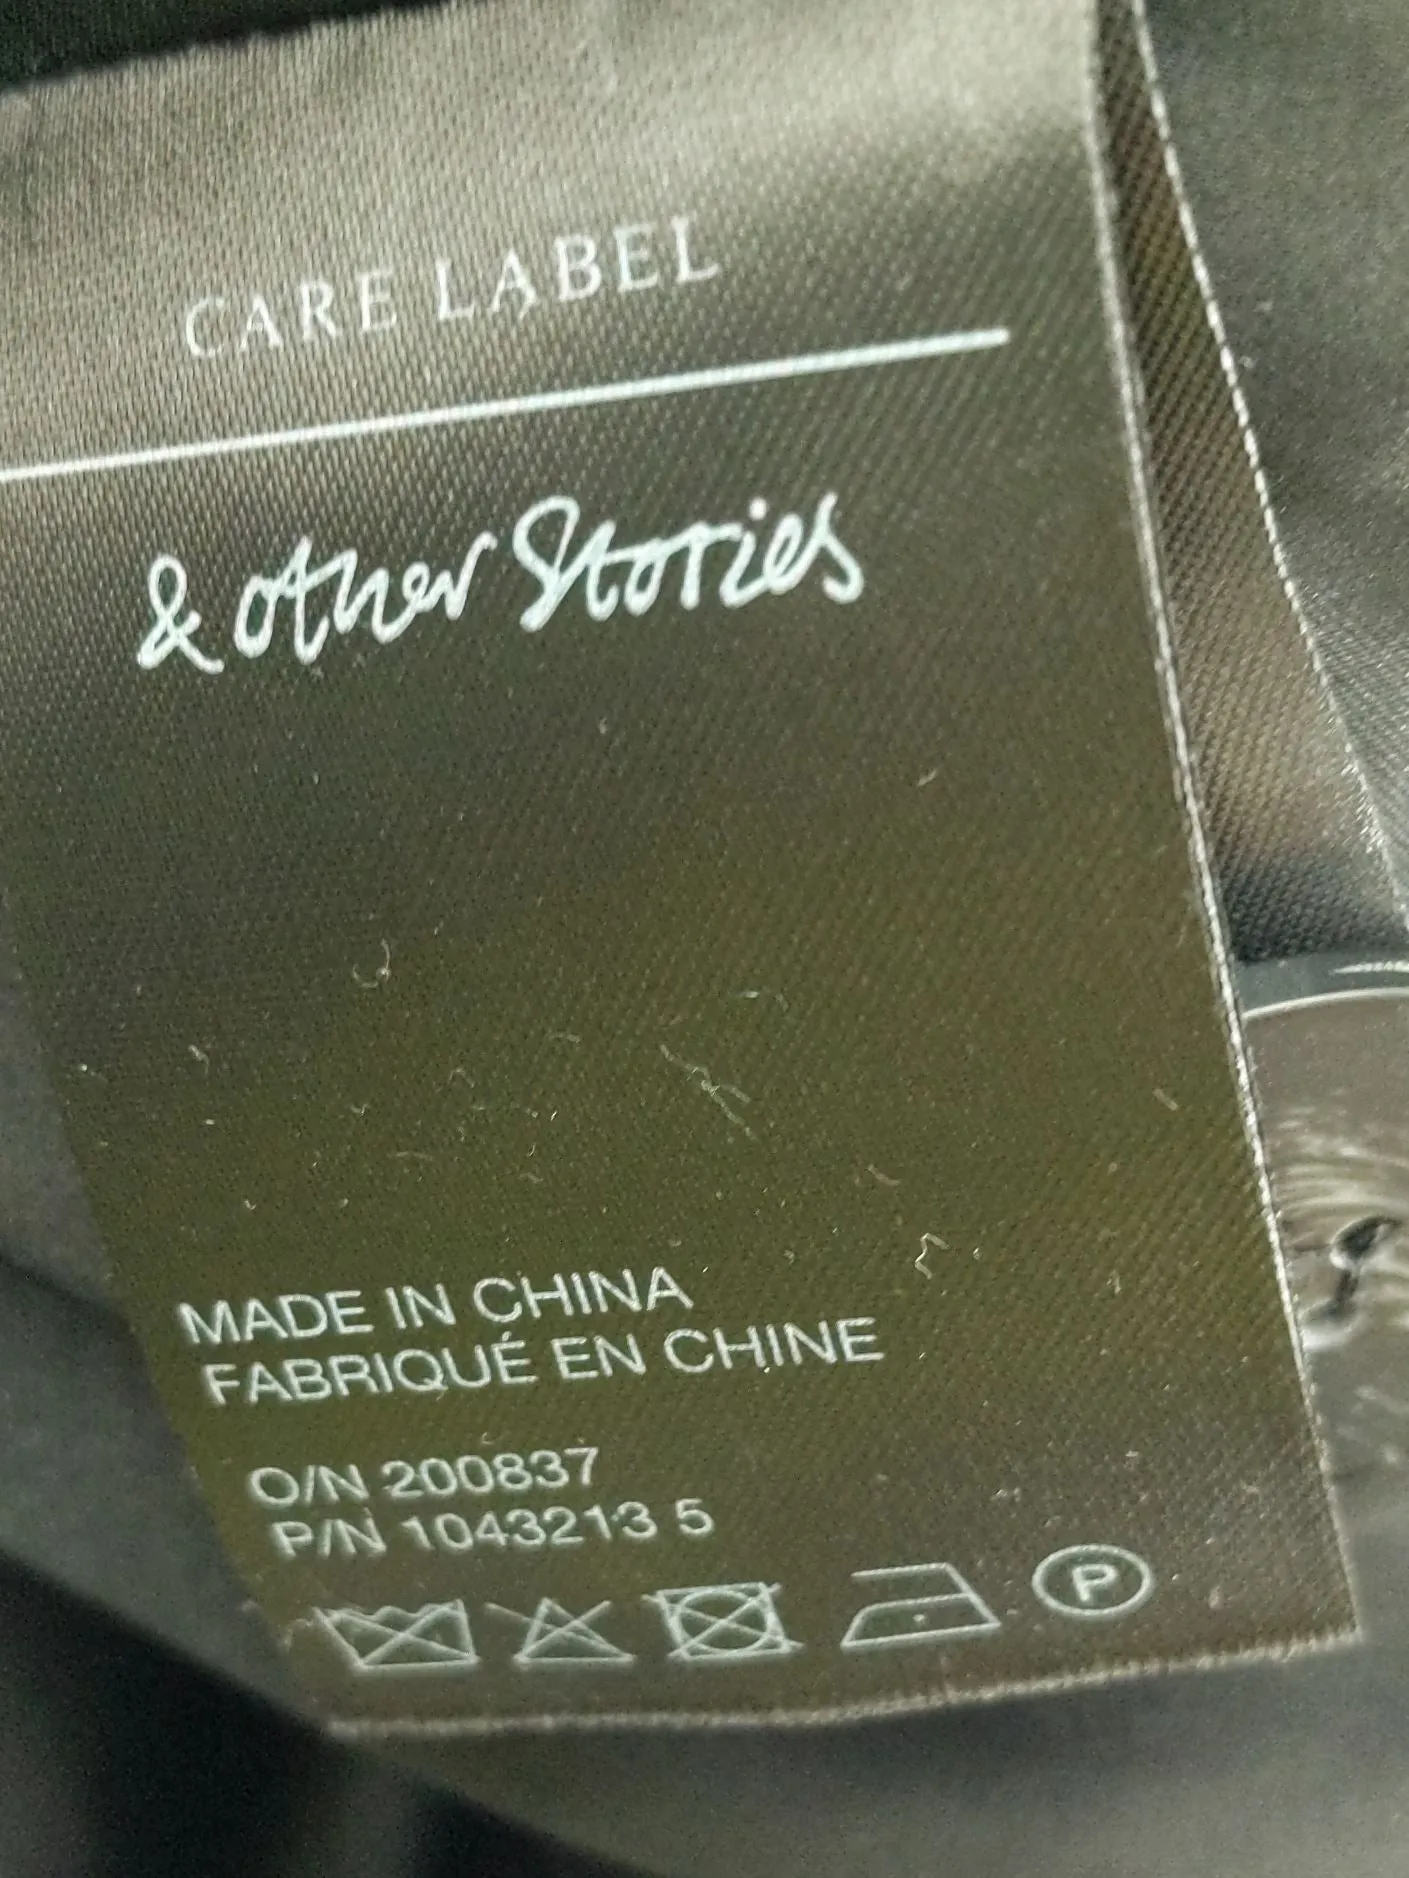 CARE LABEL
& other Stories
MADE IN CHINA
FABRIQUÉ EN CHINE
O/N 200837
P/N 1043213 5
P